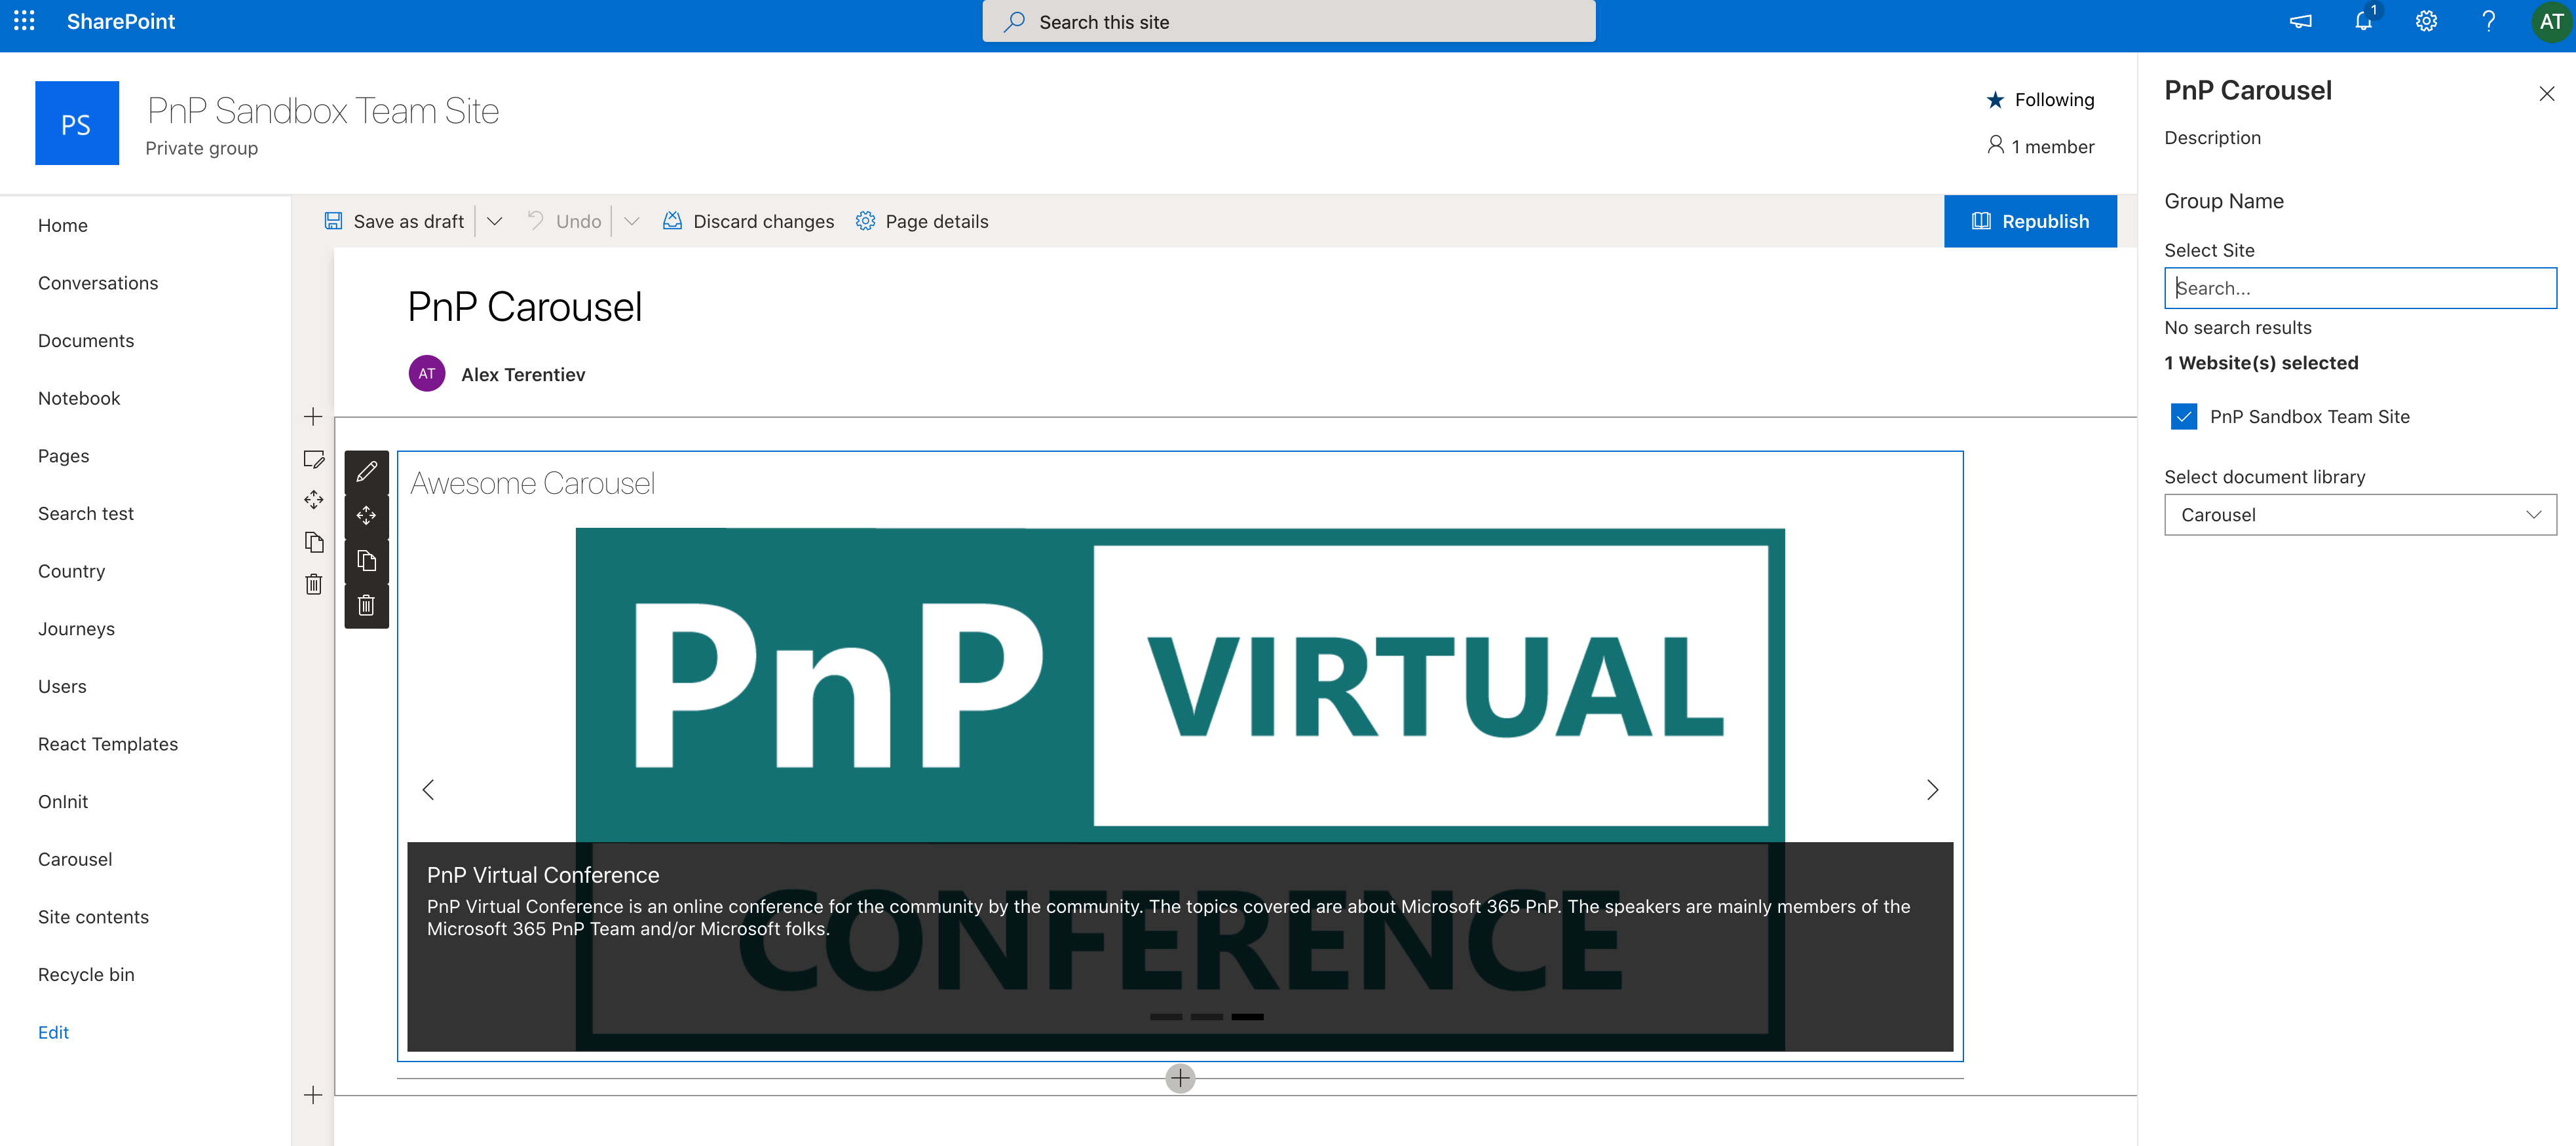 SharePoint
Search this site
1
AT
PS
PnP Sandbox Team Site
Private group
Following
1 member
Home
Conversations
Documents
Notebook
Pages
Search test
Country
Journeys
Users
React Templates
OnInit
Carousel
Site contents
Recycle bin
Edit
Save as draft
Undo
Discard changes
Page details
Republish
PnP Carousel
AT
Alex Terentiev
Awesome Carousel
PnP
VIRTUAL
CONFERENCE
PnP Virtual Conference
PnP Virtual Conference is an online conference for the community by the community. The topics covered are about Microsoft 365 PnP. The speakers are mainly members of the
Microsoft 365 PnP Team and/or Microsoft folks.
PnP Carousel
Description
Group Name
Select Site
Search...
No search results
1 Website(s) selected
PnP Sandbox Team Site
Select document library
Carousel